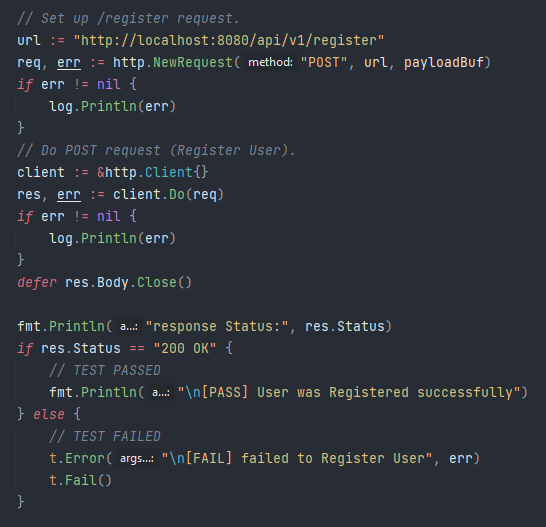 // Set up /register request.
url := "http://localhost:8080/api/v1/register"
req, err := http.NewRequest( method: "POST", url, payloadBuf)
if err != nil {
    log.Println(err)
}
// Do POST request (Register User).
client := &http.Client{}
res, err := client.Do(req)
if err != nil {
    log.Println(err)
}
defer res.Body.Close()

fmt.Println( a...: "response Status:", res.Status)
if res.Status == "200 OK" {
    // TEST PASSED
    fmt.Println( a...: "\n[PASS] User was Registered successfully")
} else {
    // TEST FAILED
    t.Error( args...: "\n[FAIL] failed to Register User", err)
    t.Fail()
}